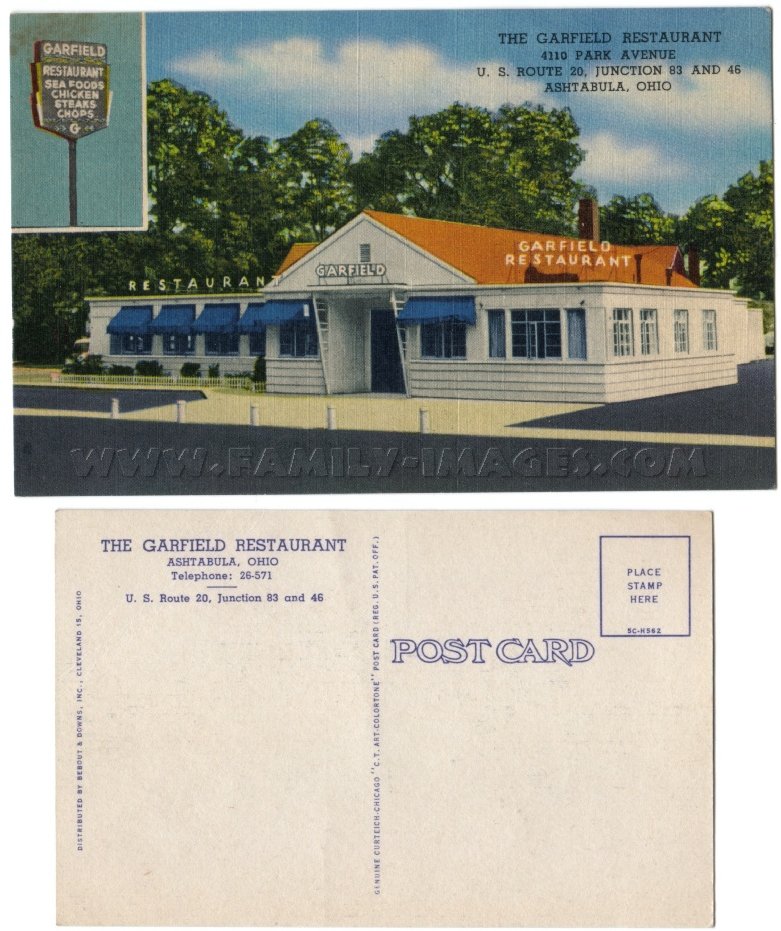 GARFIELD
RESTAURANT
SEA FOODS
CHICKEN
STEAKS
CHOPS
G
THE GARFIELD RESTAURANT
4110 PARK AVENUE
U. S. ROUTE 20, JUNCTION 83 AND 46
ASHTABULA, OHIO
GARFIELD
RESTAURANT
GARFIELD
RESTAURANT
WWW.FAMILY-IMAGES.COM
THE GARFIELD RESTAURANT
ASHTABULA, OHIO
Telephone: 26-571
U. S. Route 20, Junction 83 and 46
DISTRIBUTED BY BEBOUT & DOWNS, INC., CLEVELAND 15, OHIO
GENUINE CURTEICH-CHICAGO "C.T. ART-COLORTONE" POST CARD (REG. U.S. PAT. OFF.)
POST CARD
PLACE
STAMP
HERE
5C-H562